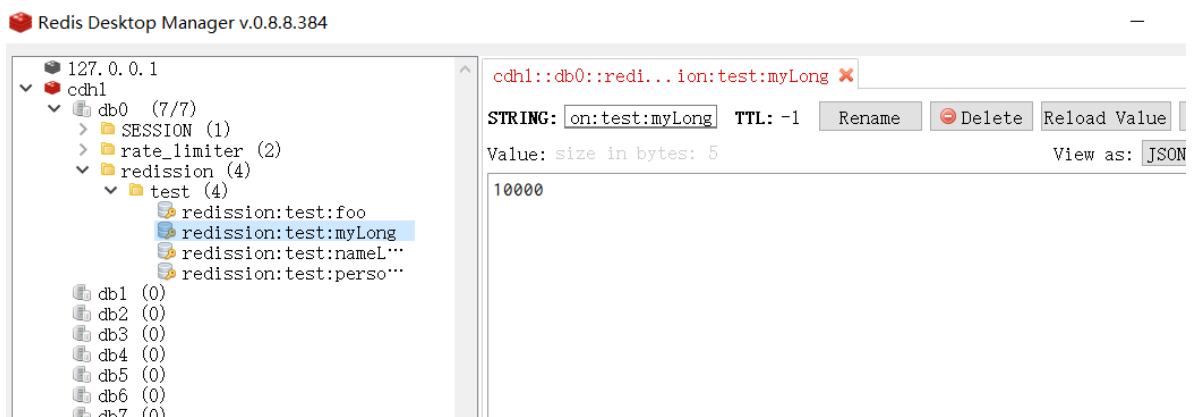 Redis Desktop Manager v.0.8.8.384
127.0.0.1
cdh1
db0 (7/7)
SESSION (1)
rate_limiter (2)
redission (4)
test (4)
redission:test:foo
redission:test:myLong
redission:test:nameL...
redission:test:perso...
db1 (0)
db2 (0)
db3 (0)
db4 (0)
db5 (0)
db6 (0)
db7 (0)
cdh1::db0::redi...ion:test:myLong
STRING: on:test:myLong TTL: -1 Rename Delete Reload Value
Value: size in bytes: 5 View as: JSON
10000